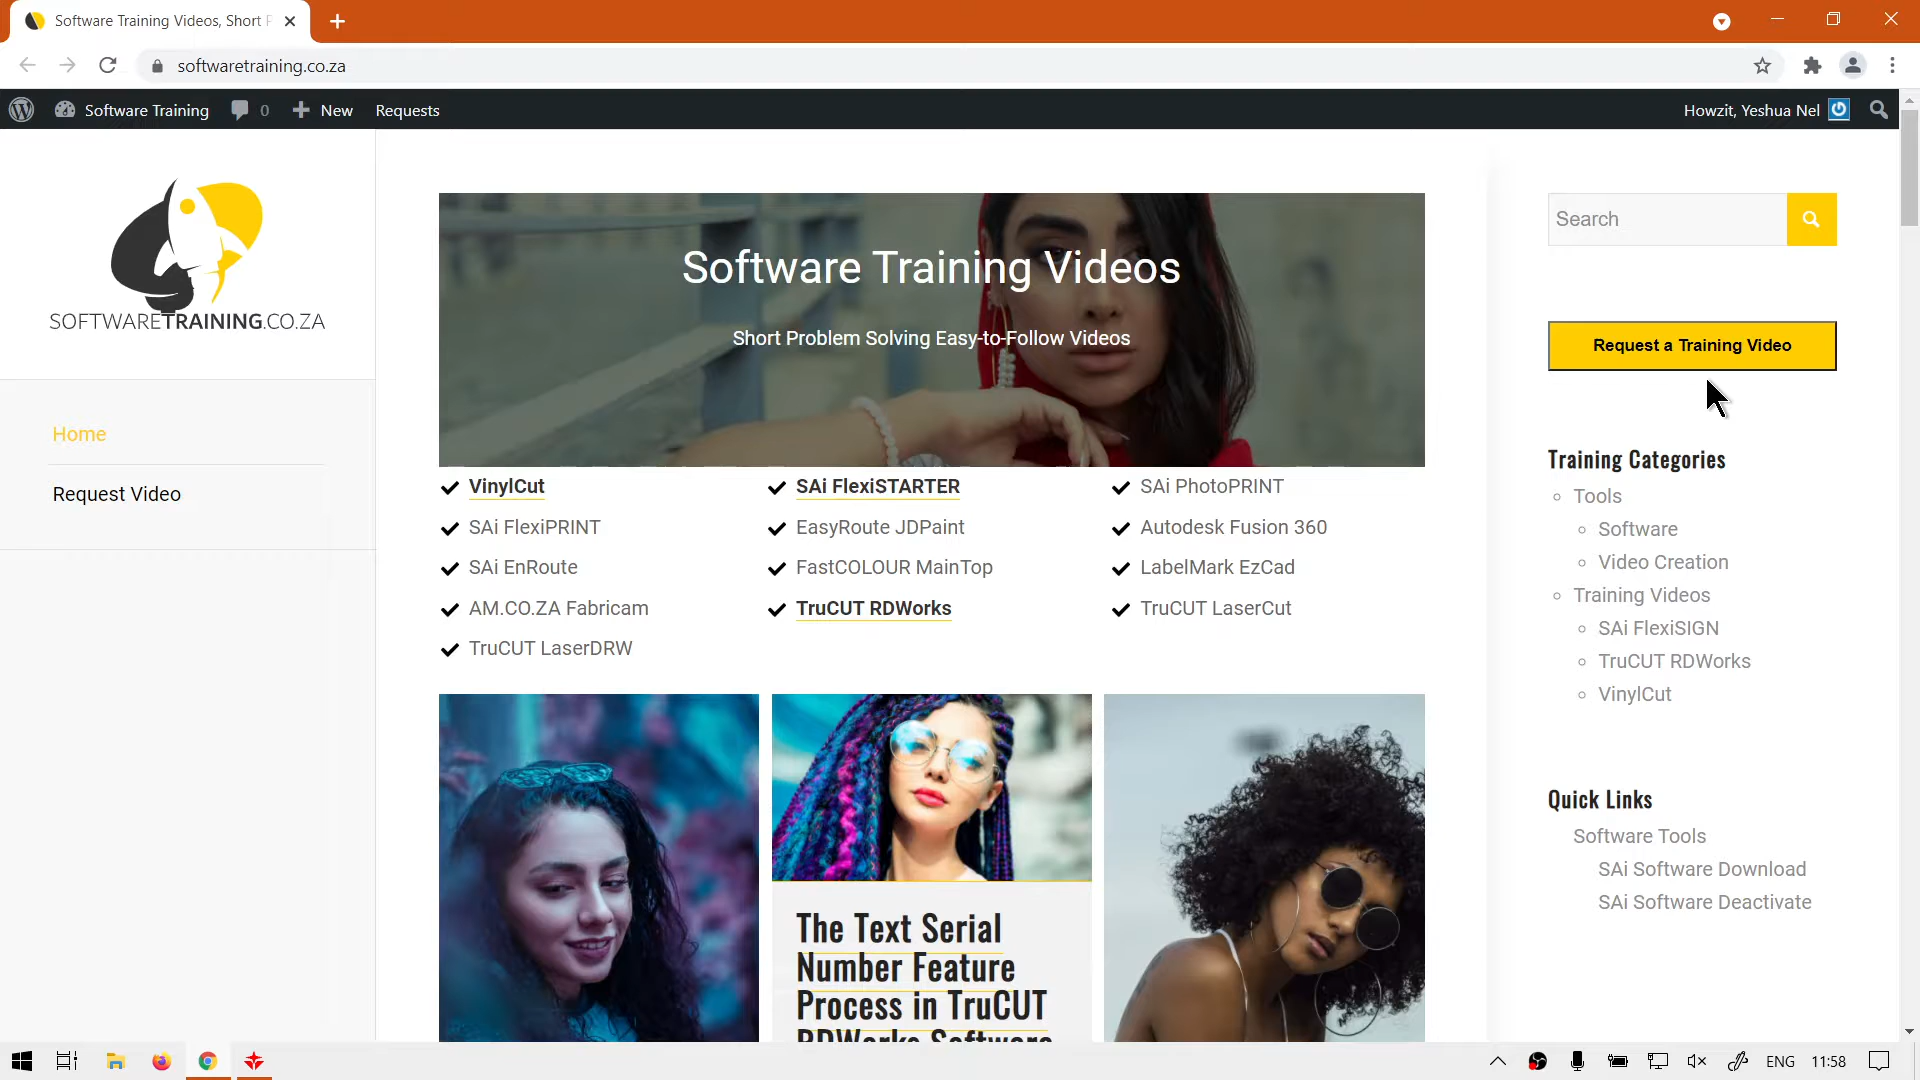 Software Training Videos, Short P
softwaretraining.co.za
Software Training 0 New Requests
Howzit, Yeshua Nel
SOFTWARETRAINING.CO.ZA
Home
Request Video
Software Training Videos
Short Problem Solving Easy-to-Follow Videos
VinylCut SAi FlexiSTARTER SAi PhotoPRINT
SAi FlexiPRINT EasyRoute JDPaint Autodesk Fusion 360
SAi EnRoute FastCOLOUR MainTop LabelMark EzCad
AM.CO.ZA Fabricam TruCUT RDWorks TruCUT LaserCut
TruCUT LaserDRW
The Text Serial
Number Feature
Process in TruCUT
RDWorks Software
Search
Request a Training Video
Training Categories
Tools
Software
Video Creation
Training Videos
SAi FlexiSIGN
TruCUT RDWorks
VinylCut
Quick Links
Software Tools
SAi Software Download
SAi Software Deactivate
ENG 11:58